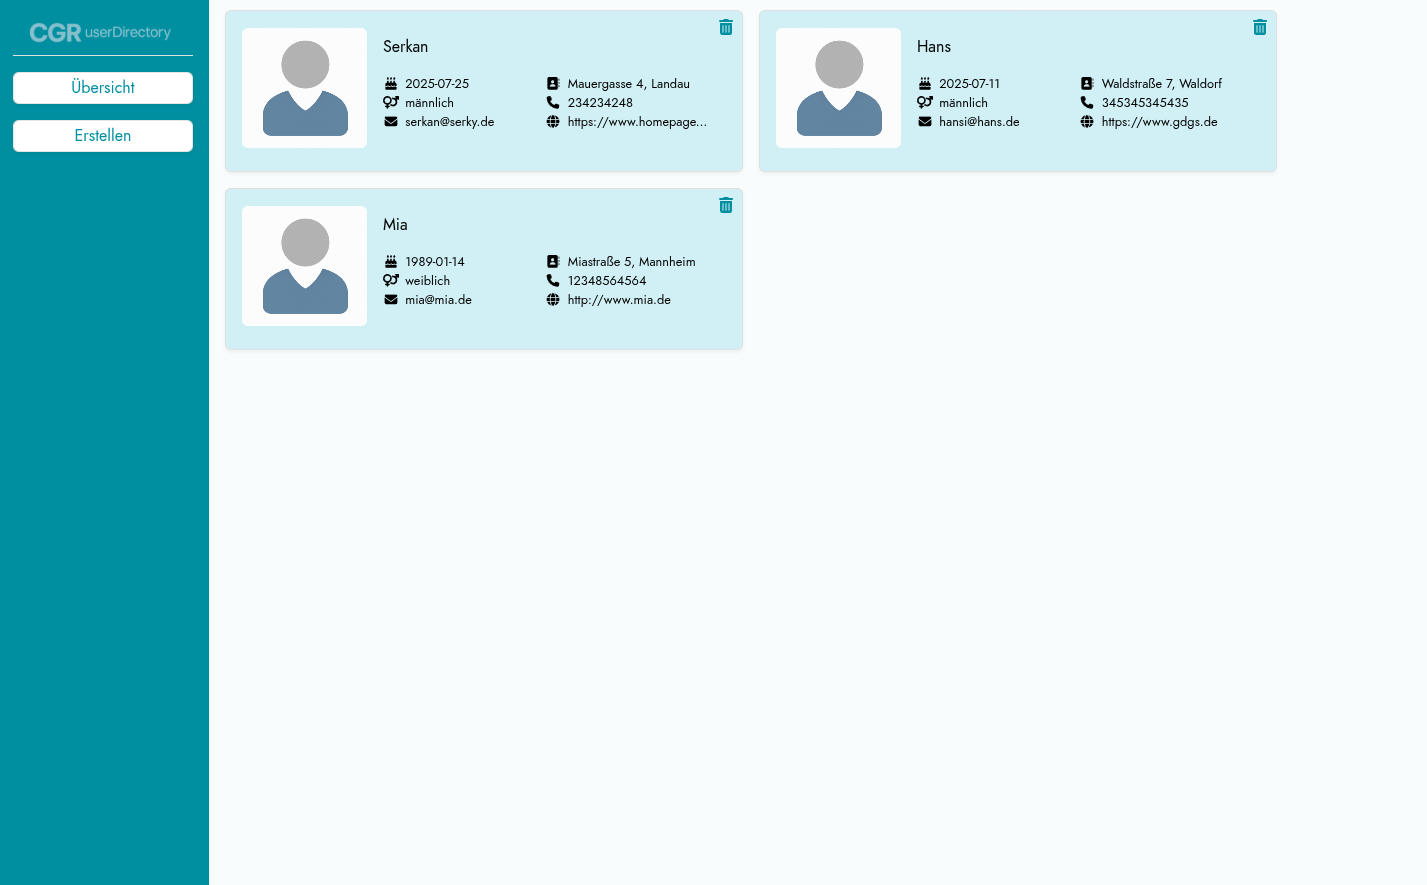 CGR userDirectory
Übersicht
Erstellen
Serkan
2025-07-25
männlich
serkan@serky.de
Mauergasse 4, Landau
234234248
https://www.homepage...
Hans
2025-07-11
männlich
hansi@hans.de
Waldstraße 7, Waldorf
345345345435
https://www.gdgs.de
Mia
1989-01-14
weiblich
mia@mia.de
Miastraße 5, Mannheim
12348564564
http://www.mia.de